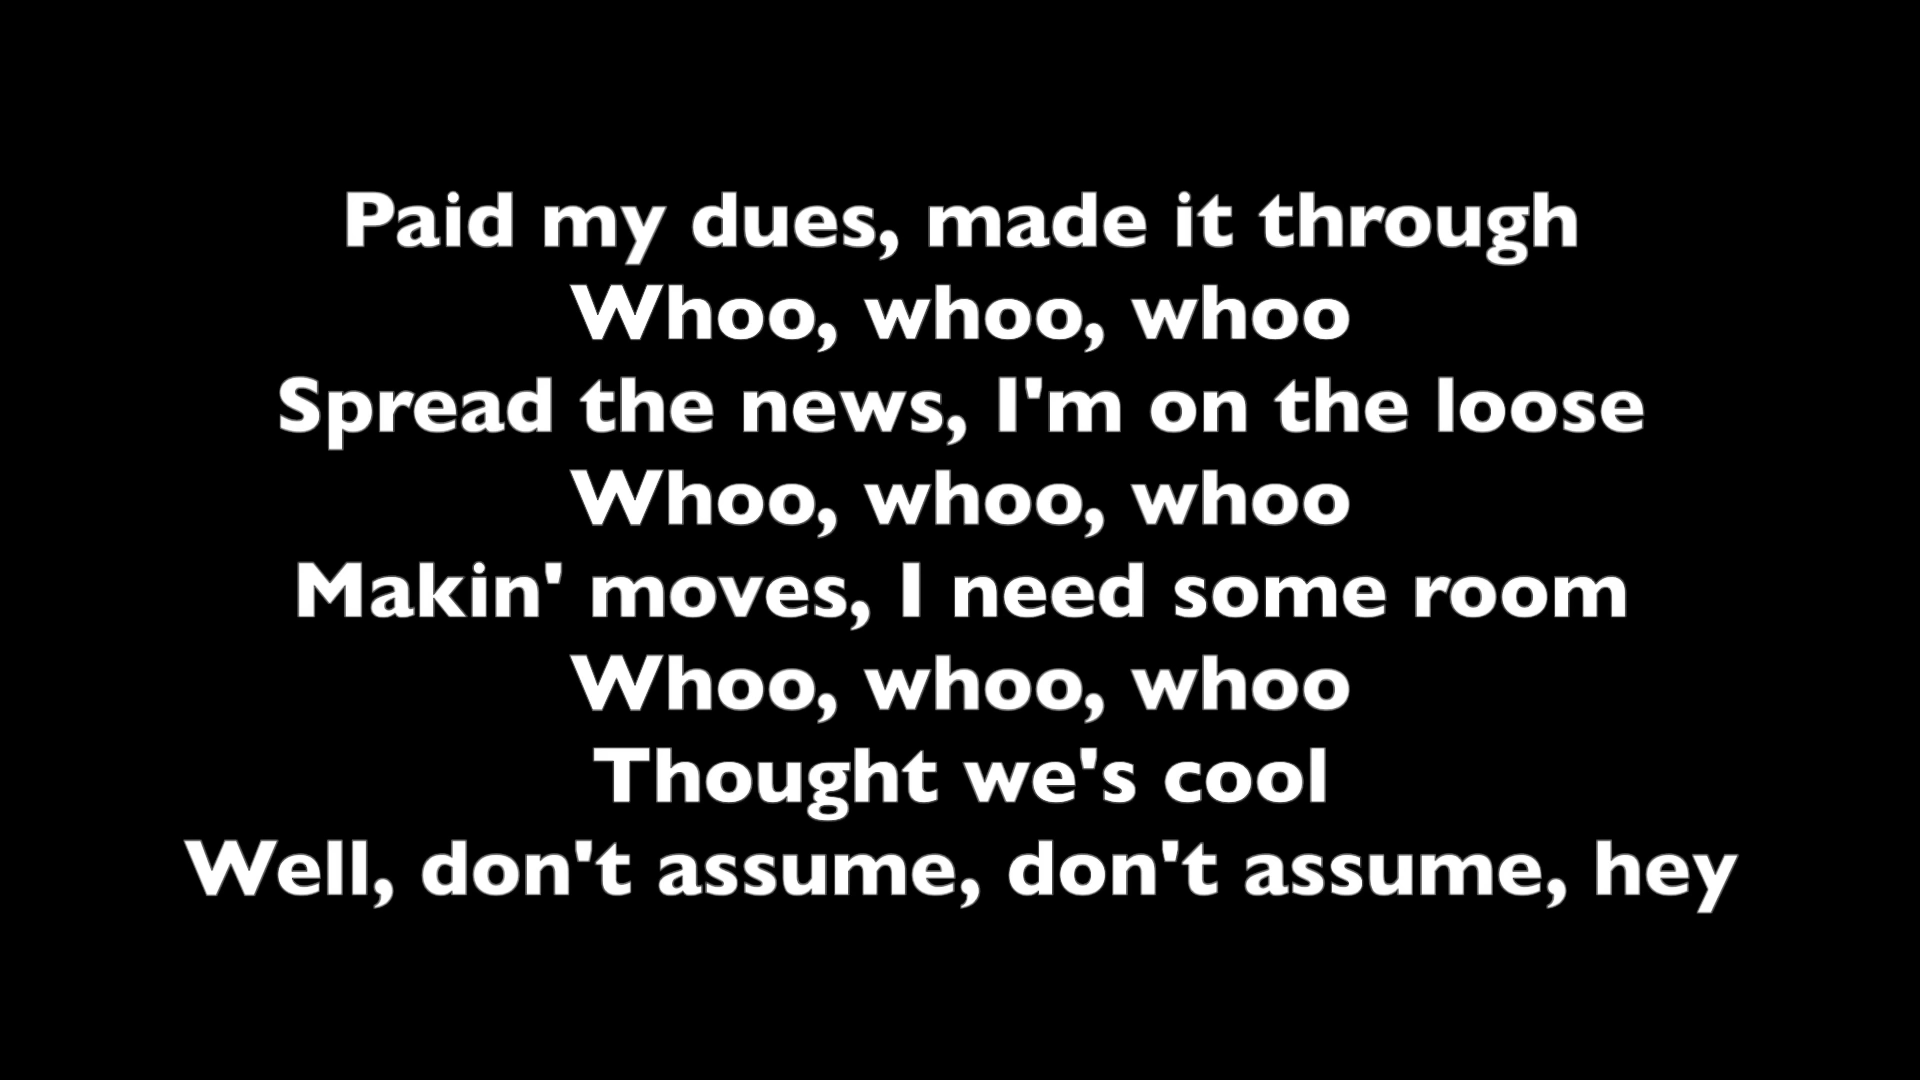 Paid my dues, made it through
Whoo, whoo, whoo
Spread the news, I'm on the loose
Whoo, whoo, whoo
Makin' moves, I need some room
Whoo, whoo, whoo
Thought we's cool
Well, don't assume, don't assume, hey